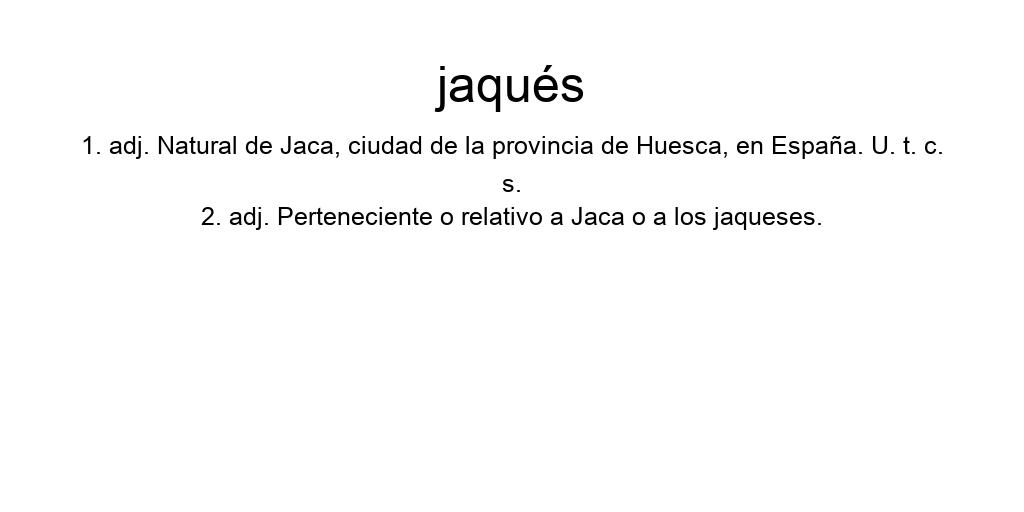 jaqués
1. adj. Natural de Jaca, ciudad de la provincia de Huesca, en España. U. t. c.
s.
2. adj. Perteneciente o relativo a Jaca o a los jaqueses.